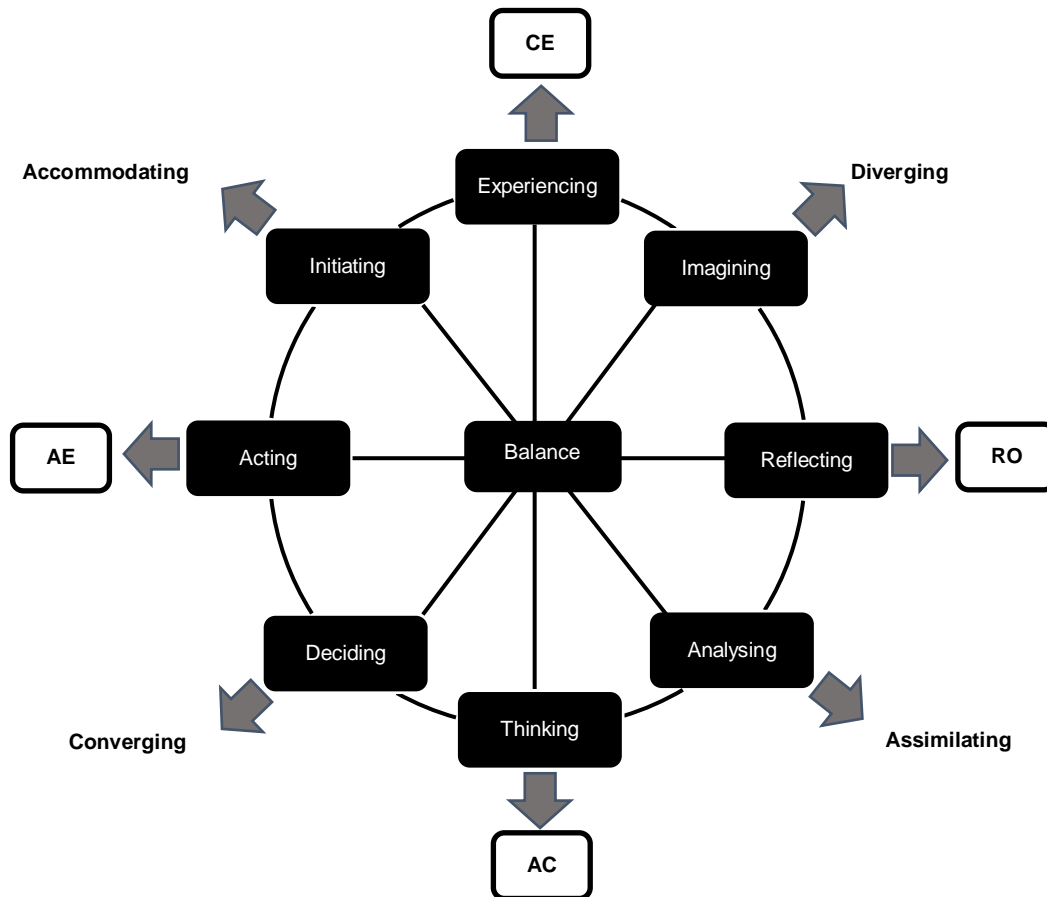 CE
Accommodating
Diverging
Experiencing
Initiating
Imagining
AE
Acting
Balance
Reflecting
RO
Deciding
Analysing
Thinking
Converging
Assimilating
AC